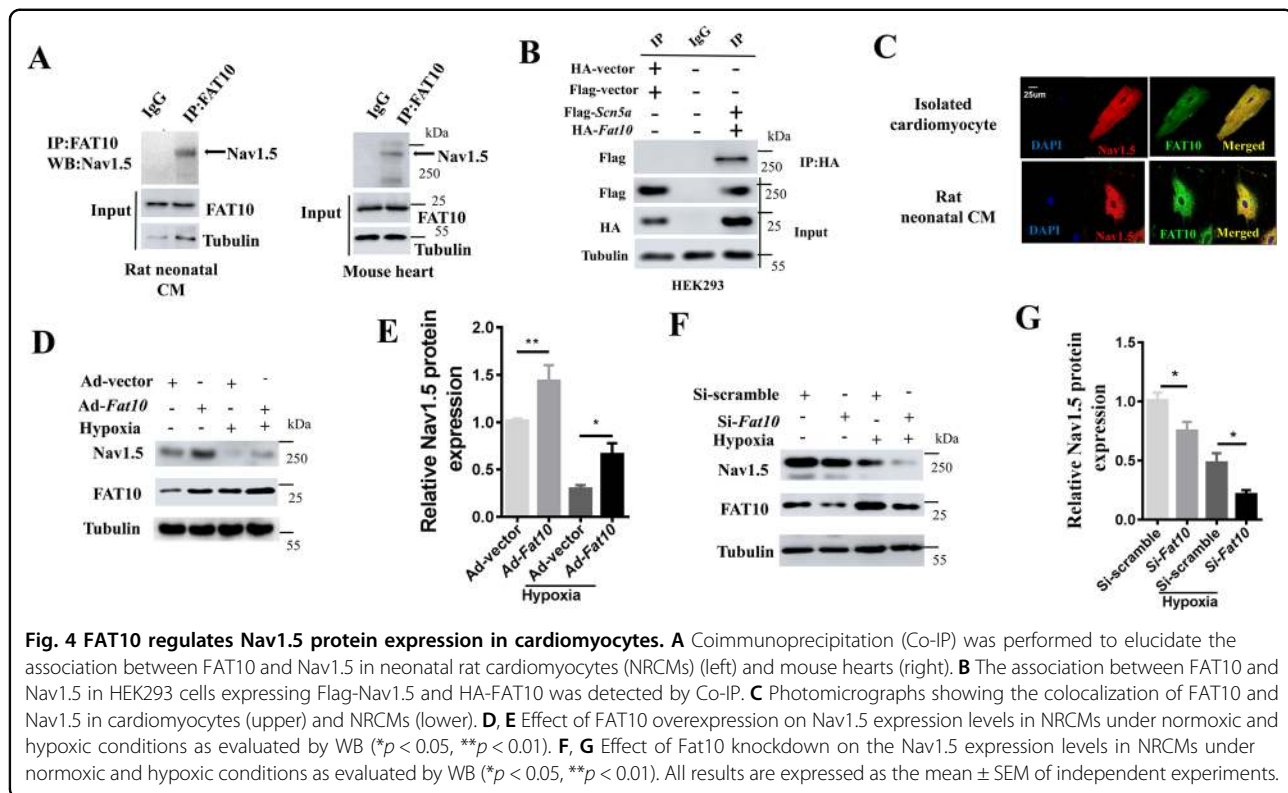 A
IgG
IP:FAT10
IP:FAT10
WB:Nav1.5
Nav1.5
Input
FAT10
Tubulin
Rat neonatal
CM
IgG
IP:FAT10
kDa
Nav1.5
250
Input
25
FAT10
55
Tubulin
Mouse heart
B
IP IgG IP
HA-vector + - -
Flag-vector + - -
Flag-Scn5a - - +
HA-Fat10 - - +
Flag 250 IP:HA
Flag 250
HA 25 Input
Tubulin 55
HEK293
C
25um
Isolated
cardiomyocyte
DAPI Nav1.5 FAT10 Merged
Rat
neonatal CM
DAPI Nav1.5 FAT10 Merged
D
Ad-vector + - + -
Ad-Fat10 - + - +
Hypoxia - - + + kDa
Nav1.5 250
FAT10 25
Tubulin 55
E
Relative Nav1.5 protein
expression
2.0
1.5
1.0
0.5
0.0
**
*
Ad-vector Ad-Fat10 Ad-vector Ad-Fat10
Hypoxia
F
Si-scramble + - + -
Si-Fat10 - + - +
Hypoxia - - + + kDa
Nav1.5 250
FAT10 25
Tubulin 55
G
Relative Nav1.5 protein
expression
1.5
1.0
0.5
0.0
*
*
Si-scramble Si-Fat10 Si-scramble Si-Fat10
Hypoxia
Fig. 4 FAT10 regulates Nav1.5 protein expression in cardiomyocytes. A Coimmunoprecipitation (Co-IP) was performed to elucidate the
association between FAT10 and Nav1.5 in neonatal rat cardiomyocytes (NRCMs) (left) and mouse hearts (right). B The association between FAT10 and
Nav1.5 in HEK293 cells expressing Flag-Nav1.5 and HA-FAT10 was detected by Co-IP. C Photomicrographs showing the colocalization of FAT10 and
Nav1.5 in cardiomyocytes (upper) and NRCMs (lower). D, E Effect of FAT10 overexpression on Nav1.5 expression levels in NRCMs under normoxic and
hypoxic conditions as evaluated by WB (*p < 0.05, **p < 0.01). F, G Effect of Fat10 knockdown on the Nav1.5 expression levels in NRCMs under
normoxic and hypoxic conditions as evaluated by WB (*p < 0.05, **p < 0.01). All results are expressed as the mean ± SEM of independent experiments.